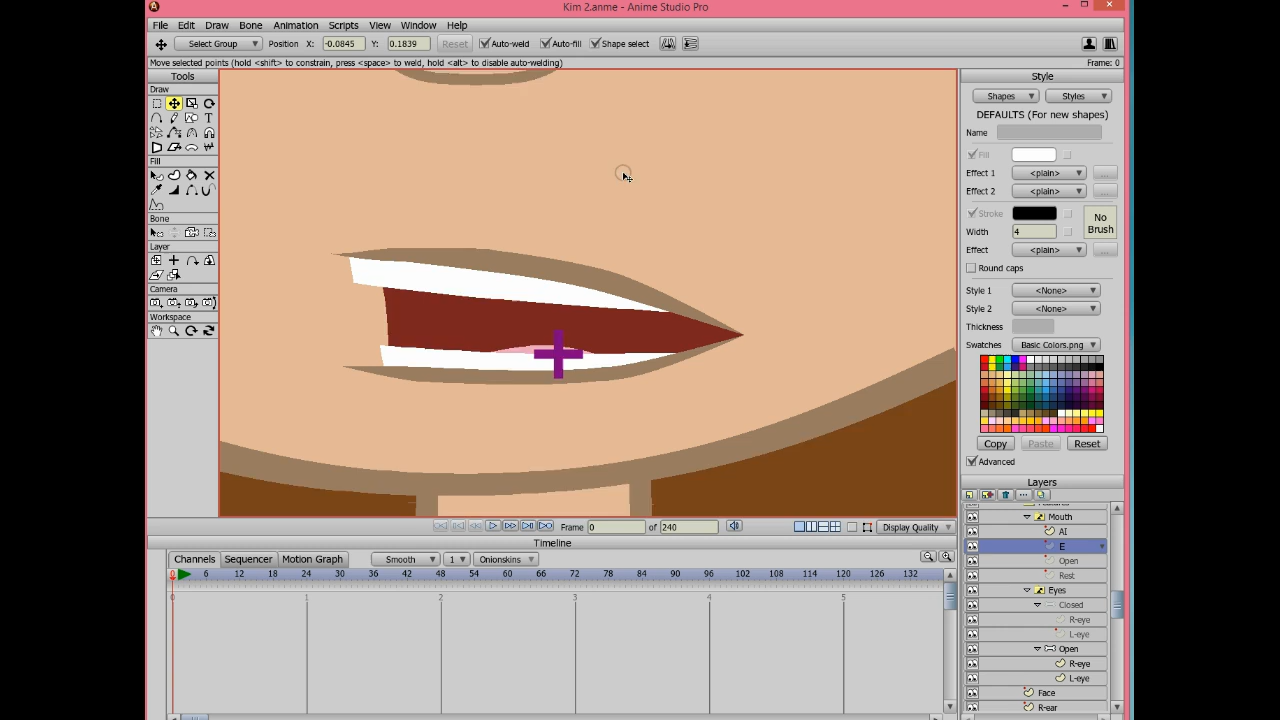 Kim 2.anme - Anime Studio Pro
File Edit Draw Bone Animation Scripts View Window Help
Select Group Position X: -0.0845 Y: 0.1839 Reset Auto-weld Auto-fill Shape select
Move selected points (hold <shift> to constrain, press <space> to weld, hold <alt> to disable auto-welding) Frame: 0
Tools
Draw
T
Fill
Bone
Layer
Camera
Workspace
Style
Shapes Styles
DEFAULTS (For new shapes)
Name
Fill
Effect 1 <plain> ...
Effect 2 <plain> ...
Stroke
No Brush
Width 4
Effect <plain> ...
Round caps
Style 1 <None>
Style 2 <None>
Thickness
Swatches Basic Colors.png
Copy Paste Reset
Advanced
Layers
Mouth
AI
E
Open
Rest
Eyes
Closed
R-eye
L-eye
Open
R-eye
L-eye
Face
R-ear
Frame 0 of 240 Display Quality
Timeline
Channels Sequencer Motion Graph Smooth 1 Onionskins
0 6 12 18 24 30 36 42 48 54 60 66 72 78 84 90 96 102 108 114 120 126 132
0 1 2 3 4 5